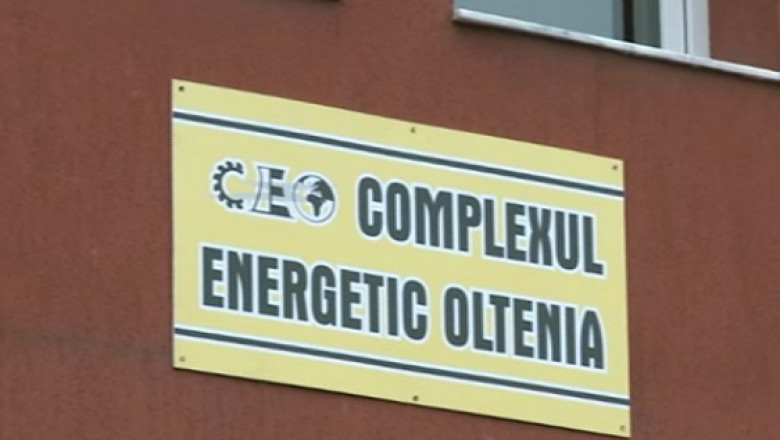 CEO COMPLEXUL
ENERGETIC OLTENIA